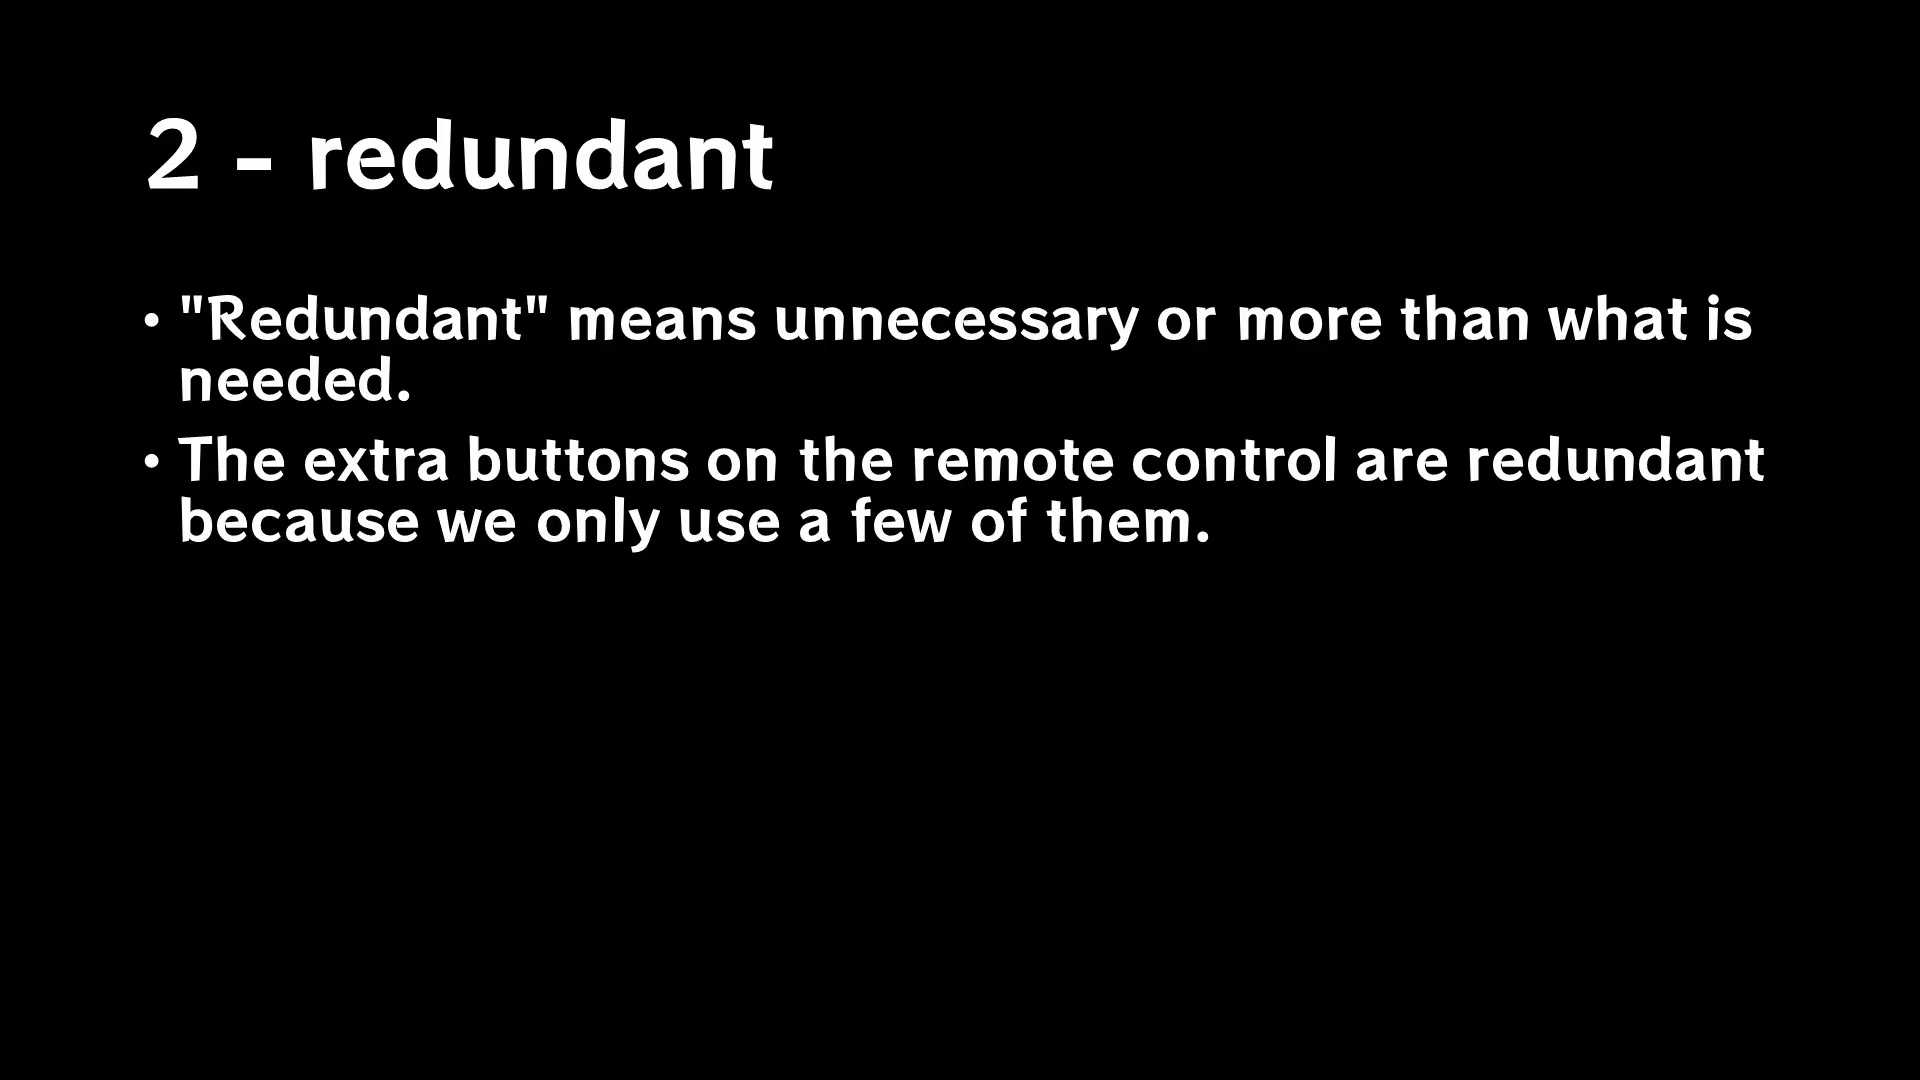 2 - redundant
• "Redundant" means unnecessary or more than what is
needed.
• The extra buttons on the remote control are redundant
because we only use a few of them.